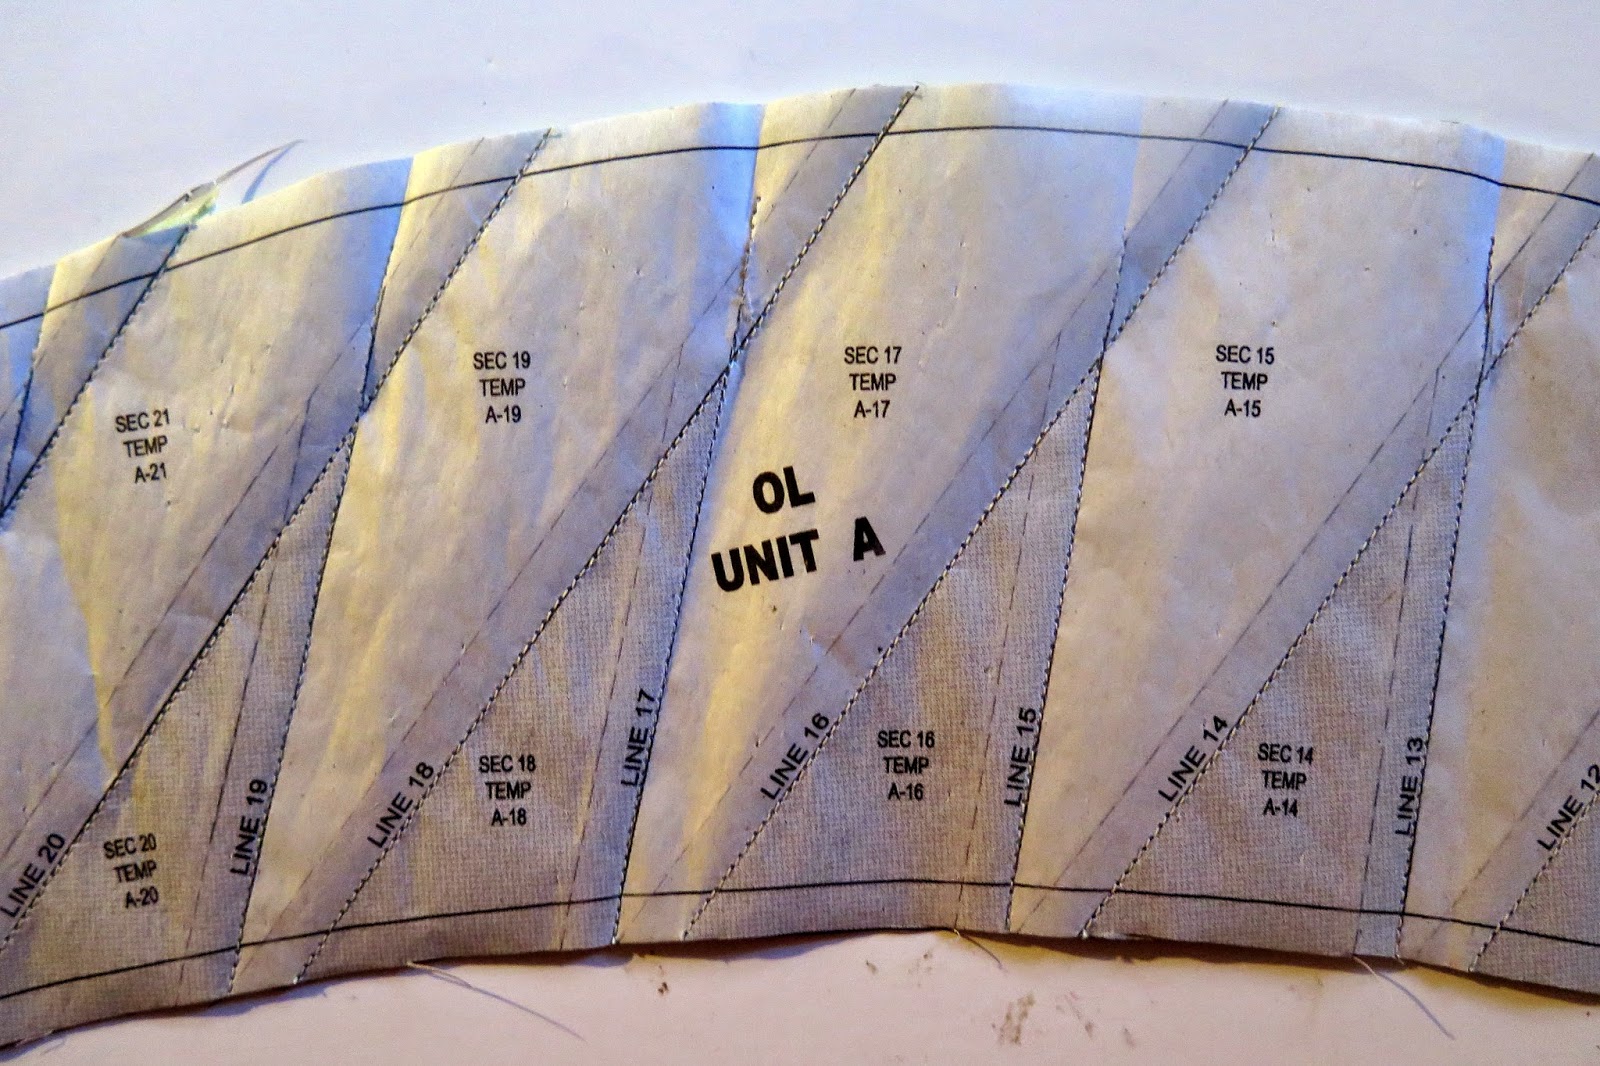 SEC 21
TEMP
A-21
SEC 19
TEMP
A-19
SEC 17
TEMP
A-17
SEC 15
TEMP
A-15
OL
UNIT A
LINE 20
SEC 20
TEMP
A-20
LINE 19
LINE 18
SEC 18
TEMP
A-18
LINE 17
LINE 16
SEC 16
TEMP
A-16
LINE 15
LINE 14
SEC 14
TEMP
A-14
LINE 13
LINE 12